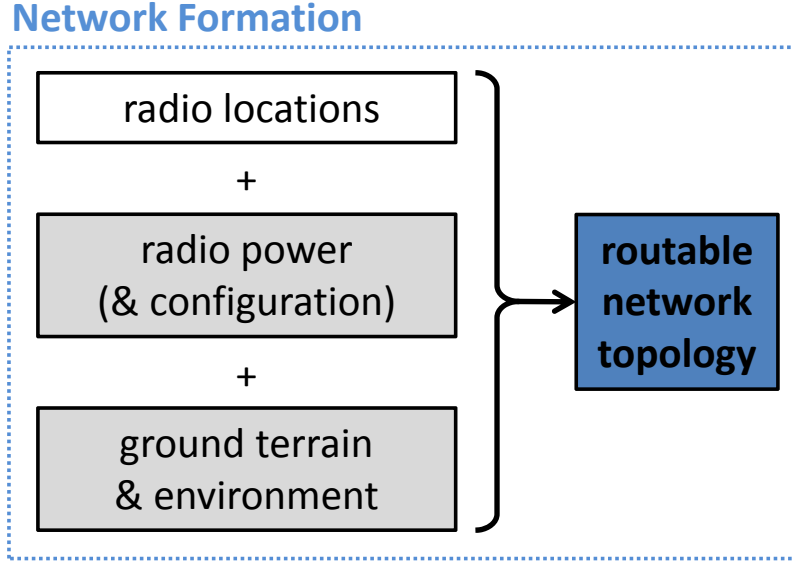 Network Formation
radio locations
+
radio power
(& configuration)
+
ground terrain
& environment
routable
network
topology